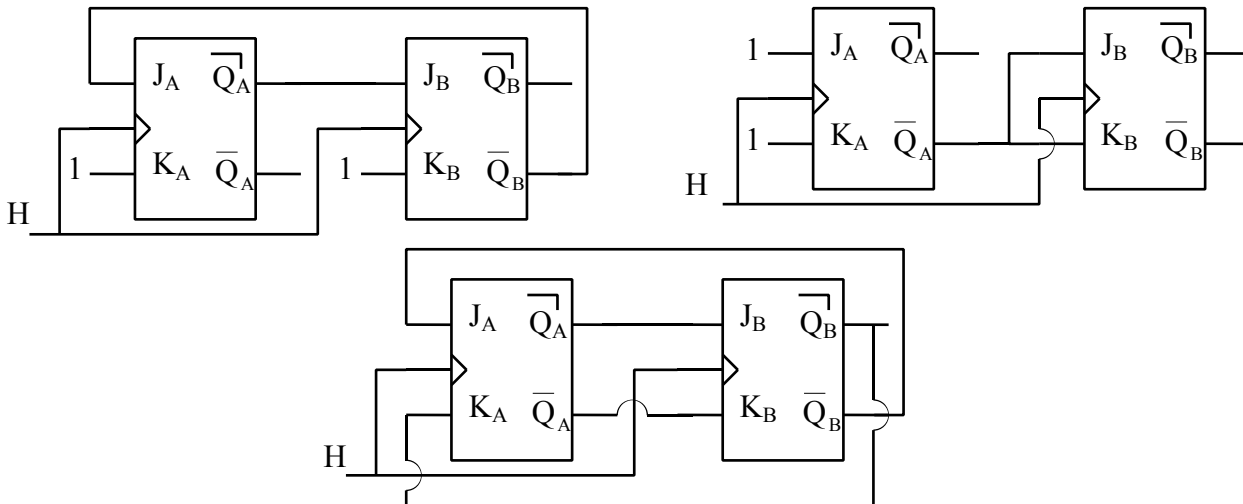 J_A Q_A J_B Q_B
1 K_A Q̅_A 1 K_B Q̅_B
H
1 J_A Q_A J_B Q_B
1 K_A Q̅_A K_B Q̅_B
H
J_A Q_A J_B Q_B
K_A Q̅_A K_B Q̅_B
H